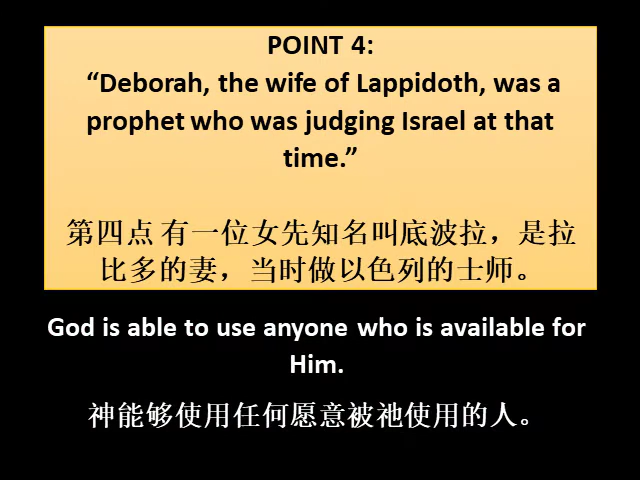 POINT 4:
“Deborah, the wife of Lappidoth, was a
prophet who was judging Israel at that
time.”
第四点 有一位女先知名叫底波拉，是拉
比多的妻，当时做以色列的士师。
God is able to use anyone who is available for
Him.
神能够使用任何愿意被祂使用的人。